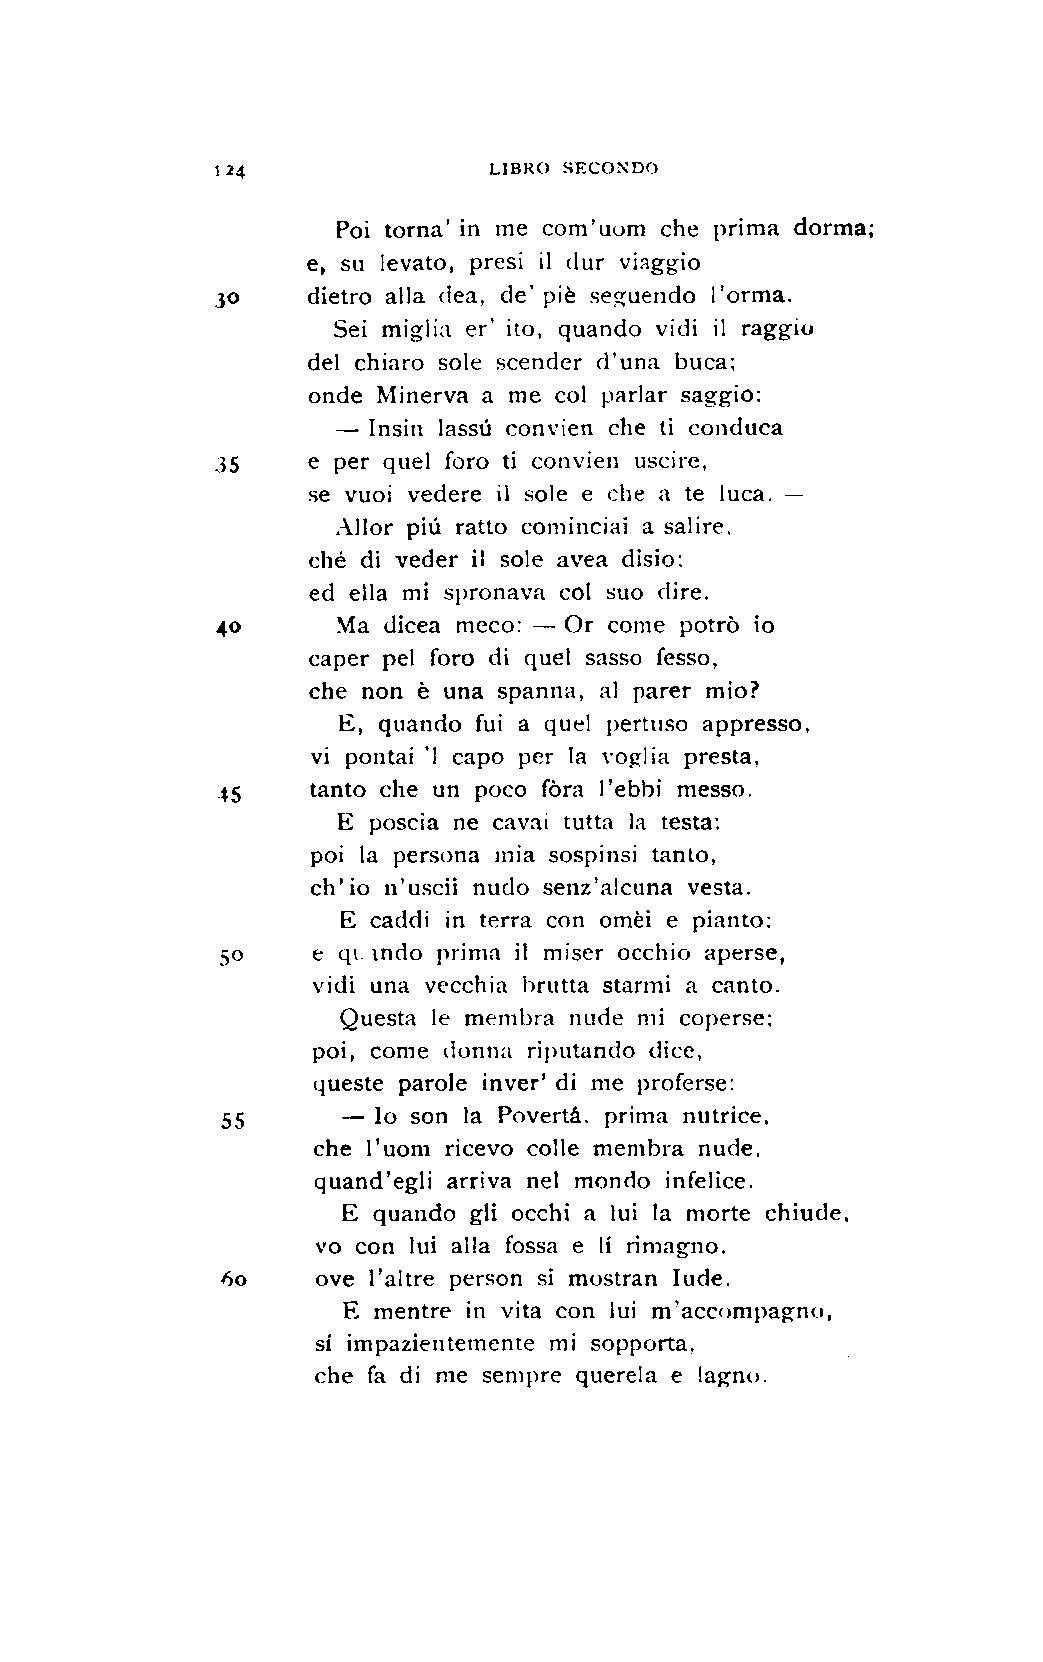 124 LIBRO SECONDO
Poi torna' in me com'uom che prima dorma;
e, su levato, presi il dur viaggio
30 dietro alla dea, de' piè seguendo l'orma.
Sei miglia er' ito, quando vidi il raggio
del chiaro sole scender d'una buca;
onde Minerva a me col parlar saggio:
— Insin lassú convien che ti conduca
35 e per quel foro ti convien uscire,
se vuoi vedere il sole e che a te luca. —
Allor piú ratto cominciai a salire,
ché di veder il sole avea disio;
ed ella mi spronava col suo dire.
40 Ma dicea meco: — Or come potrò io
caper pel foro di quel sasso fesso,
che non è una spanna, al parer mio?
E, quando fui a quel pertuso appresso,
vi pontai 'l capo per la voglia presta,
45 tanto che un poco fòra l'ebbi messo.
E poscia ne cavai tutta la testa;
poi la persona mia sospinsi tanto,
ch'io n'uscii nudo senz'alcuna vesta.
E caddi in terra con omèi e pianto;
50 e quando prima il miser occhio aperse,
vidi una vecchia brutta starmi a canto.
Questa le membra nude mi coperse;
poi, come donna riputando dice,
queste parole inver' di me proferse:
55 — Io son la Povertá, prima nutrice,
che l'uom ricevo colle membra nude,
quand'egli arriva nel mondo infelice.
E quando gli occhi a lui la morte chiude,
vo con lui alla fossa e lí rimagno,
60 ove l'altre person si mostran lude.
E mentre in vita con lui m'accompagno,
sí impazientemente mi sopporta,
che fa di me sempre querela e lagno.